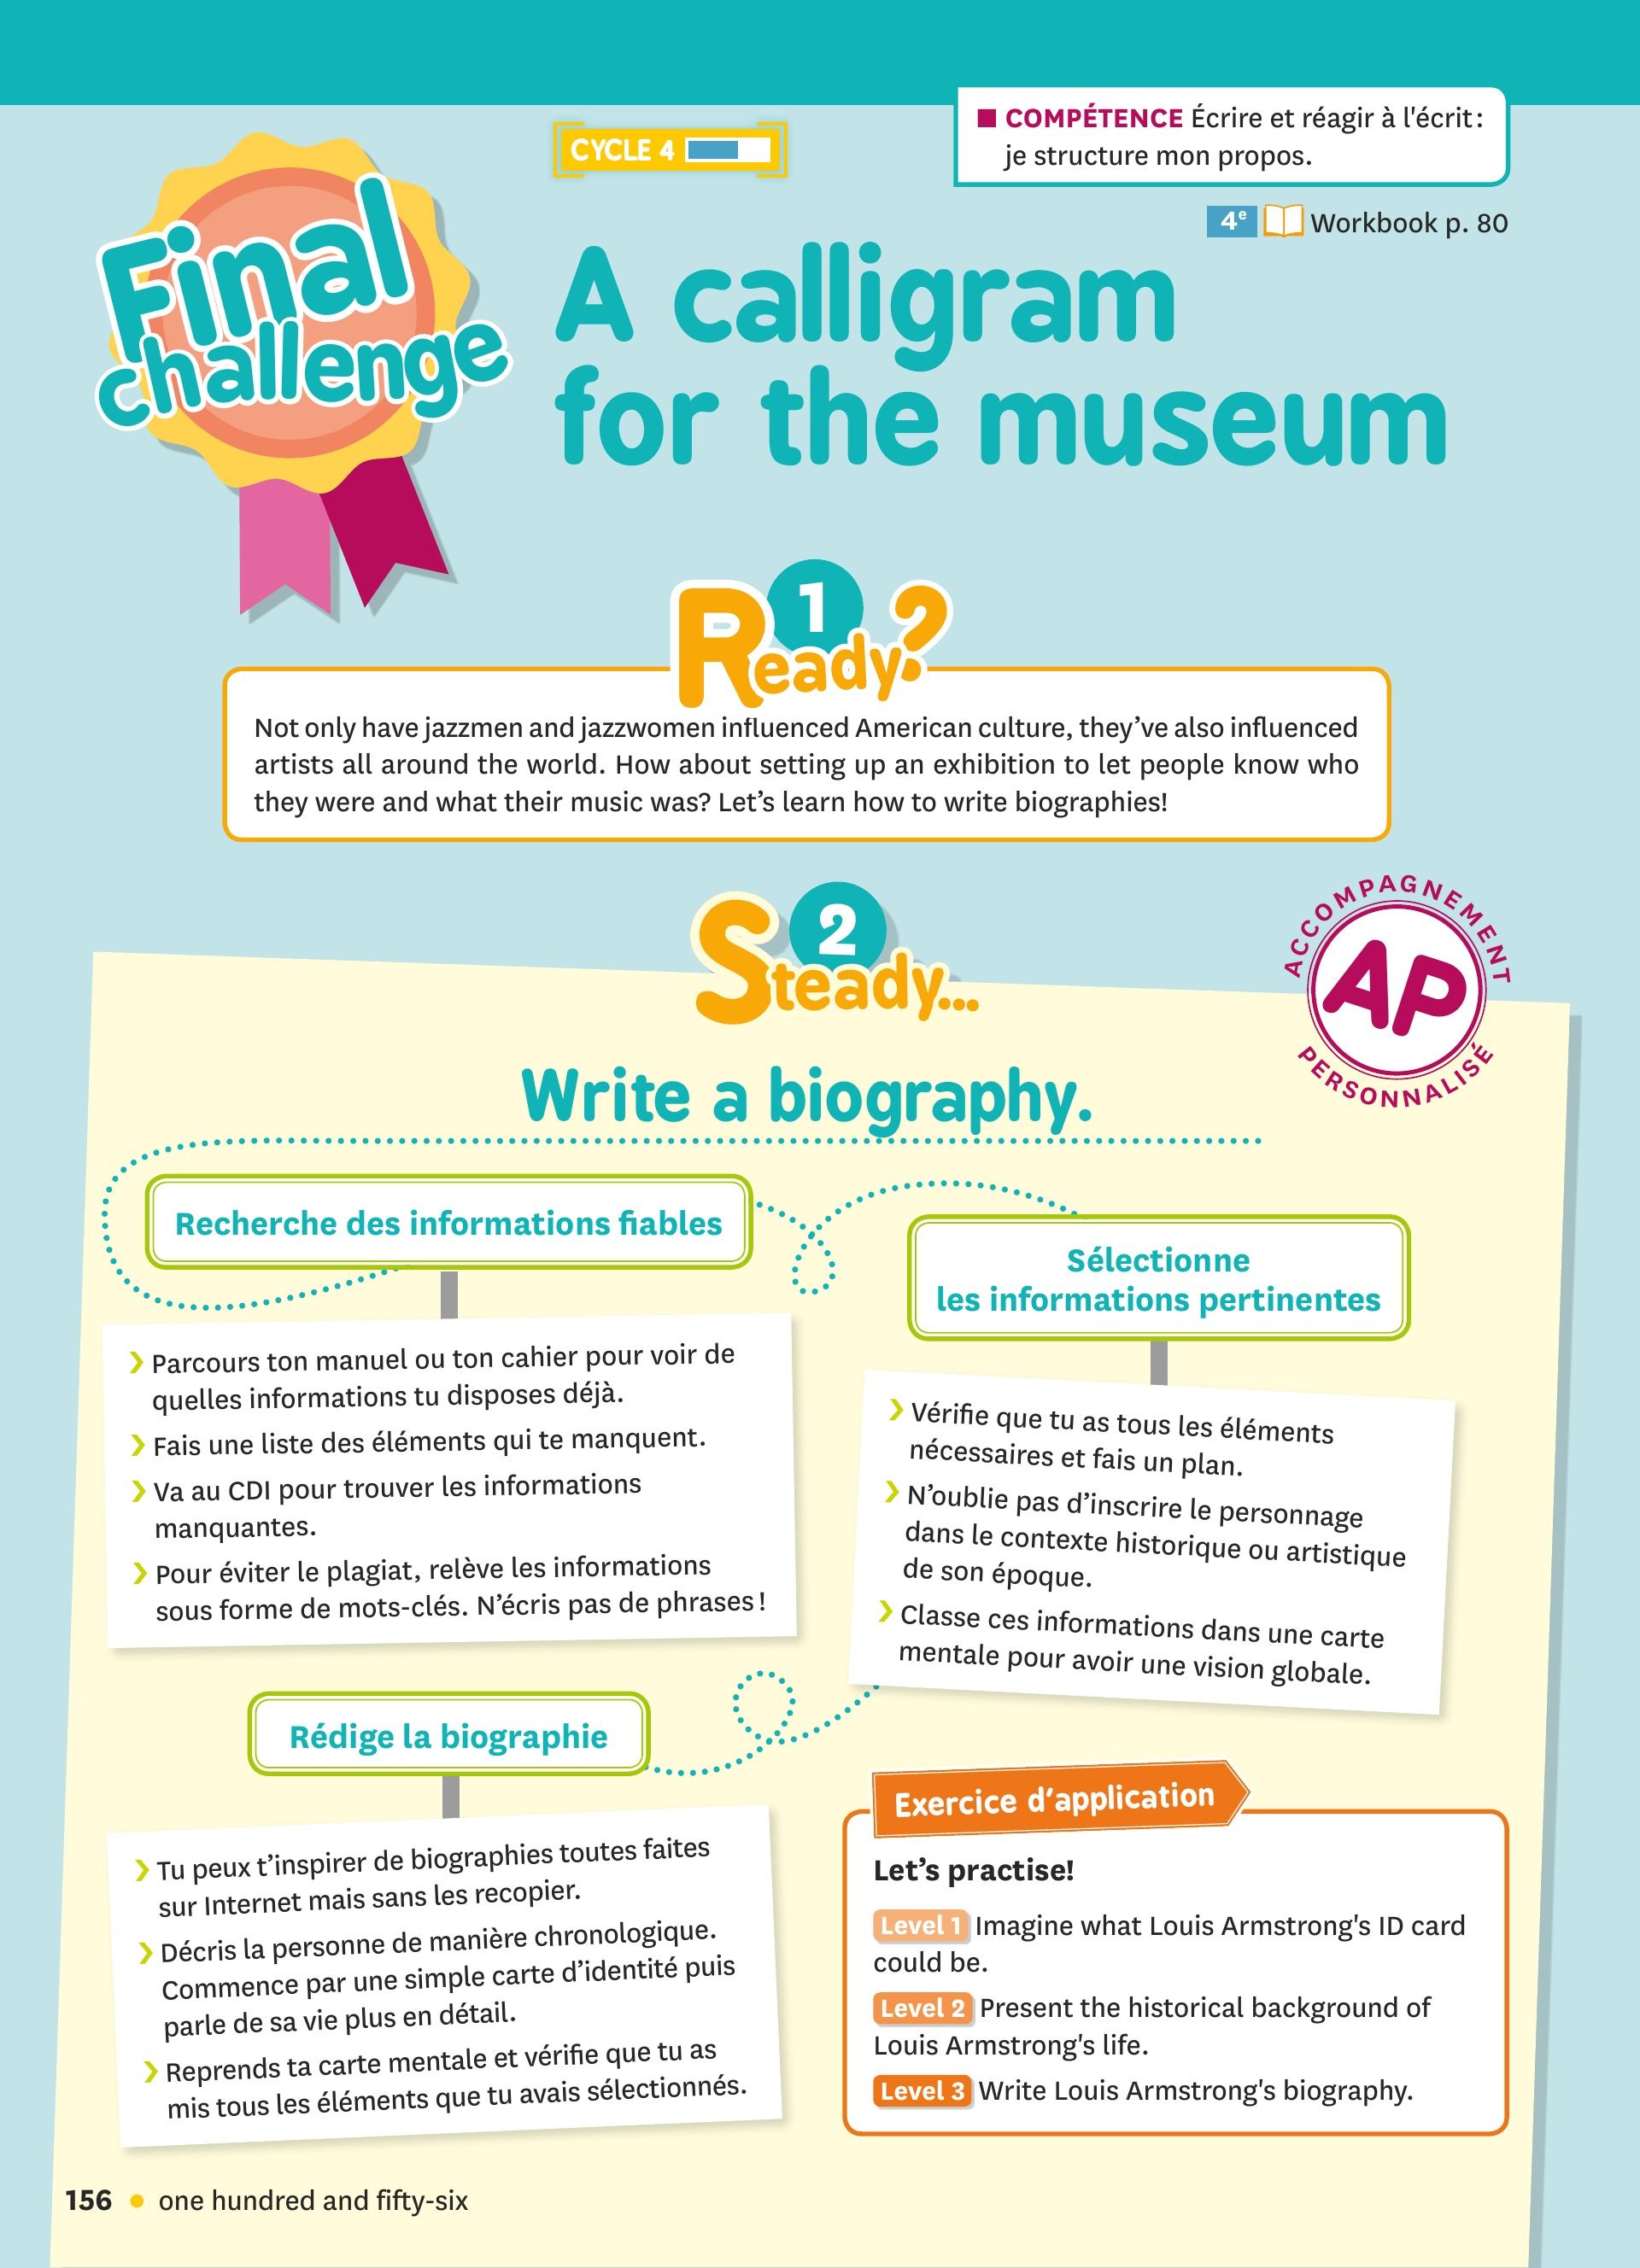 CYCLE 4
■ COMPÉTENCE Écrire et réagir à l'écrit :
je structure mon propos.
4e Workbook p. 80
Final
challenge
A calligram
for the museum
1
Ready?
Not only have jazzmen and jazzwomen influenced American culture, they've also influenced
artists all around the world. How about setting up an exhibition to let people know who
they were and what their music was? Let's learn how to write biographies!
2
Steady...
ACCOMPAGNEMENT
AP
PERSONNALISÉ
Write a biography.
Recherche des informations fiables
› Parcours ton manuel ou ton cahier pour voir de
quelles informations tu disposes déjà.
› Fais une liste des éléments qui te manquent.
› Va au CDI pour trouver les informations
manquantes.
› Pour éviter le plagiat, relève les informations
sous forme de mots-clés. N'écris pas de phrases !
Sélectionne
les informations pertinentes
› Vérifie que tu as tous les éléments
nécessaires et fais un plan.
› N'oublie pas d'inscrire le personnage
dans le contexte historique ou artistique
de son époque.
› Classe ces informations dans une carte
mentale pour avoir une vision globale.
Rédige la biographie
› Tu peux t'inspirer de biographies toutes faites
sur Internet mais sans les recopier.
› Décris la personne de manière chronologique.
Commence par une simple carte d'identité puis
parle de sa vie plus en détail.
› Reprends ta carte mentale et vérifie que tu as
mis tous les éléments que tu avais sélectionnés.
Exercice d'application
Let's practise!
Level 1 Imagine what Louis Armstrong's ID card
could be.
Level 2 Present the historical background of
Louis Armstrong's life.
Level 3 Write Louis Armstrong's biography.
156 • one hundred and fifty-six